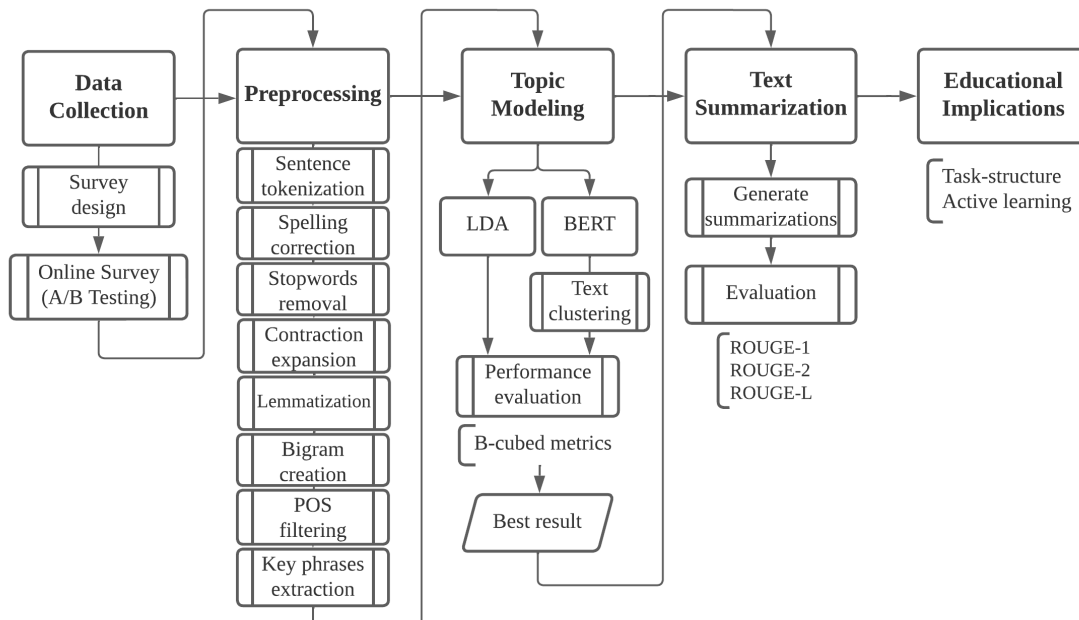 Data
Collection
Survey
design
Online Survey
(A/B Testing)
Preprocessing
Sentence
tokenization
Spelling
correction
Stopwords
removal
Contraction
expansion
Lemmatization
Bigram
creation
POS
filtering
Key phrases
extraction
Topic
Modeling
LDA
BERT
Text
clustering
Performance
evaluation
B-cubed metrics
Best result
Text
Summarization
Generate
summarizations
Evaluation
ROUGE-1
ROUGE-2
ROUGE-L
Educational
Implications
Task-structure
Active learning